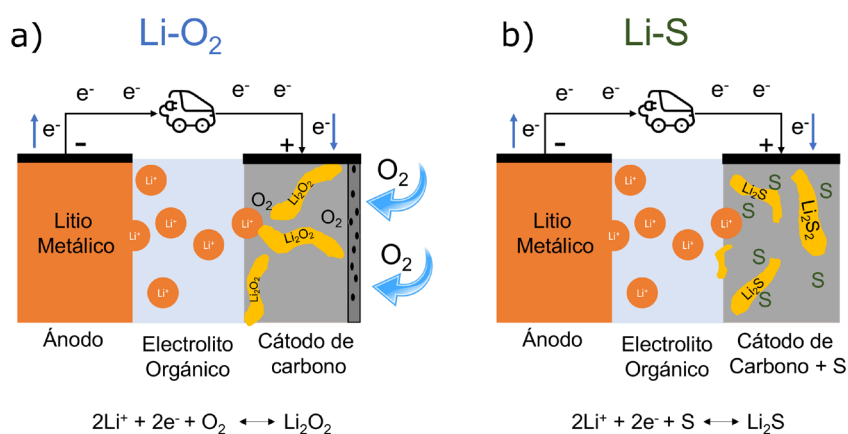 a)
Li-O₂
e⁻ e⁻ e⁻ e⁻
e⁻
-
+
e⁻
Litio
Metálico
Li⁺
Li⁺
Li⁺
Li⁺
Li⁺
Li⁺
O₂
O₂
Li₂O₂
Li₂O₂
Li₂O₂
O₂
O₂
Ánodo
Electrolito
Orgánico
Cátodo de
carbono
2Li⁺ + 2e⁻ + O₂ ⟷ Li₂O₂
b)
Li-S
e⁻ e⁻ e⁻ e⁻
e⁻
-
+
e⁻
Litio
Metálico
Li⁺
Li⁺
Li⁺
Li⁺
Li⁺
Li⁺
Li₂S
S
S
S
Li₂S₂
S
S
Li₂S
S
Ánodo
Electrolito
Orgánico
Cátodo de
Carbono + S
2Li⁺ + 2e⁻ + S ⟷ Li₂S